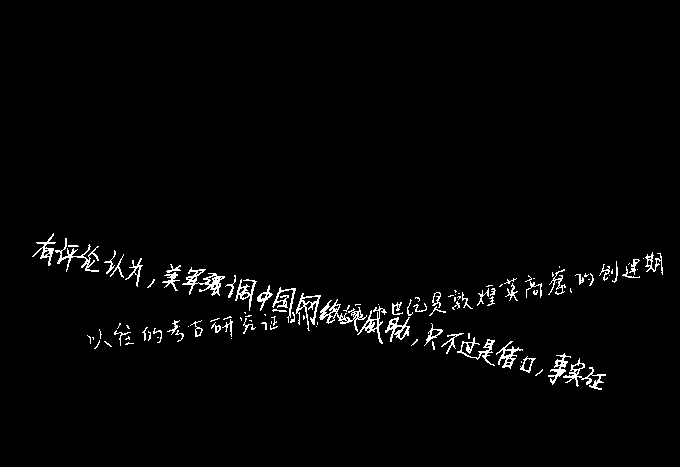 有评论认为,美军强调中国网络威胁,只不过是借口,事实证
以往的考古研究证明世纪是敦煌莫高窟的创建期